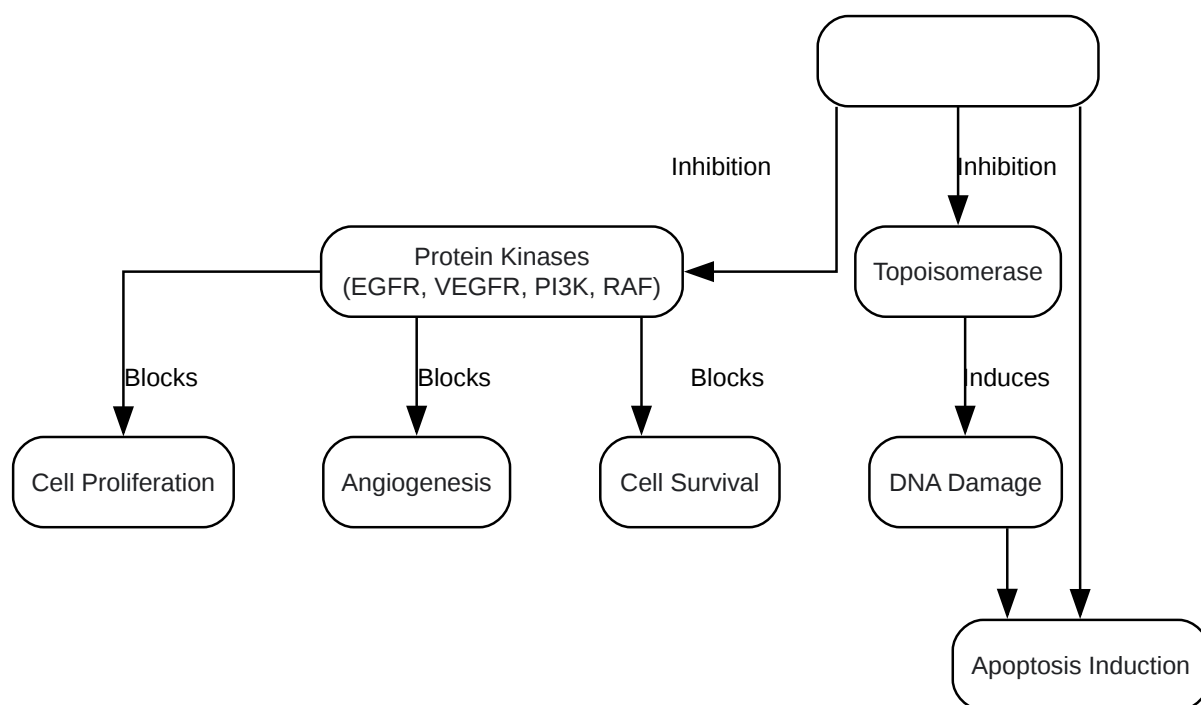 Inhibition
Inhibition
Protein Kinases
(EGFR, VEGFR, PI3K, RAF)
Topoisomerase
Blocks
Blocks
Blocks
Induces
Cell Proliferation
Angiogenesis
Cell Survival
DNA Damage
Apoptosis Induction